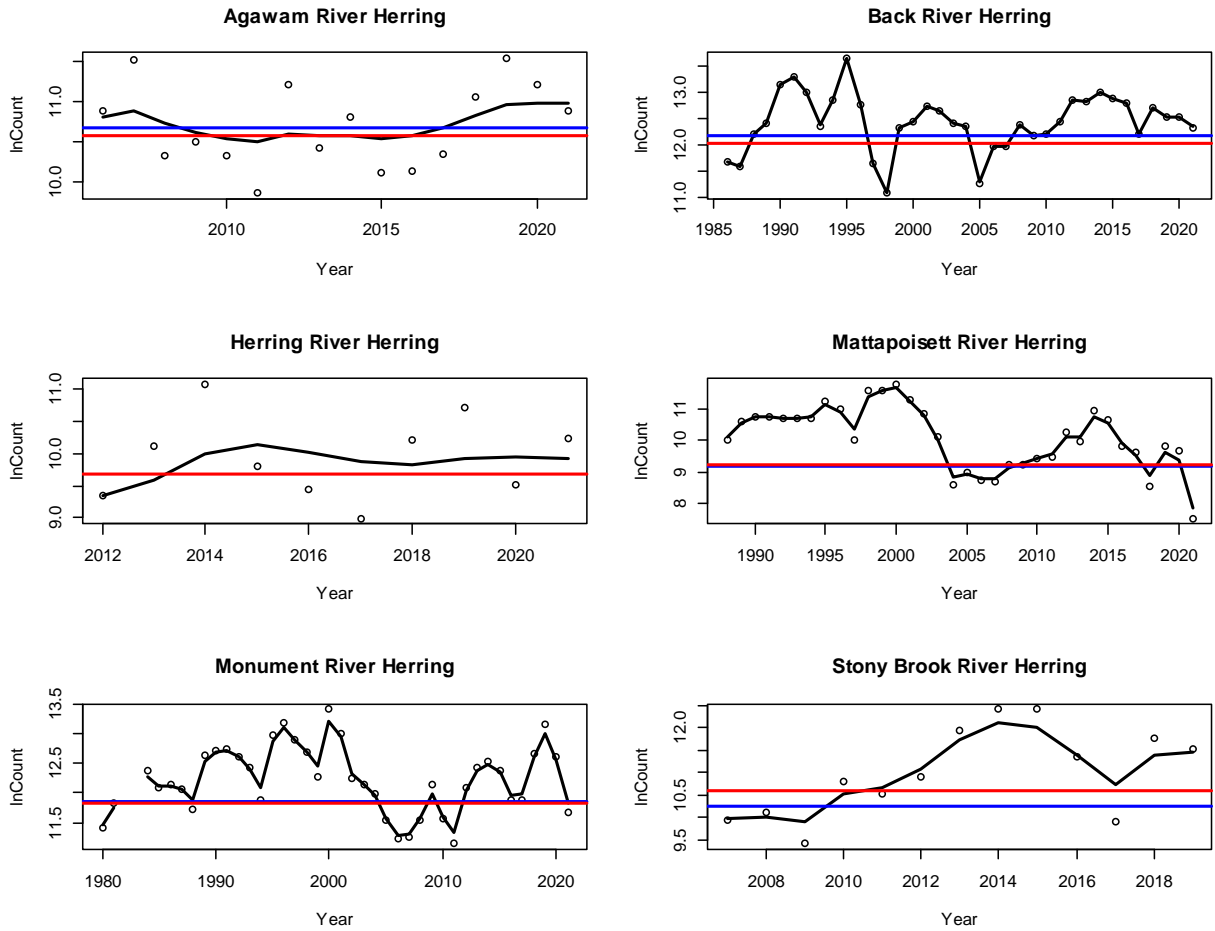 Agawam River Herring
lnCount
11.0
10.0
2010 2015 2020
Year
Back River Herring
lnCount
13.0
12.0
11.0
1985 1990 1995 2000 2005 2010 2015 2020
Year
Herring River Herring
lnCount
11.0
10.0
9.0
2012 2014 2016 2018 2020
Year
Mattapoisett River Herring
lnCount
11
10
9
8
1990 1995 2000 2005 2010 2015 2020
Year
Monument River Herring
lnCount
13.5
12.5
11.5
1980 1990 2000 2010 2020
Year
Stony Brook River Herring
lnCount
12.0
10.5
9.5
2008 2010 2012 2014 2016 2018
Year